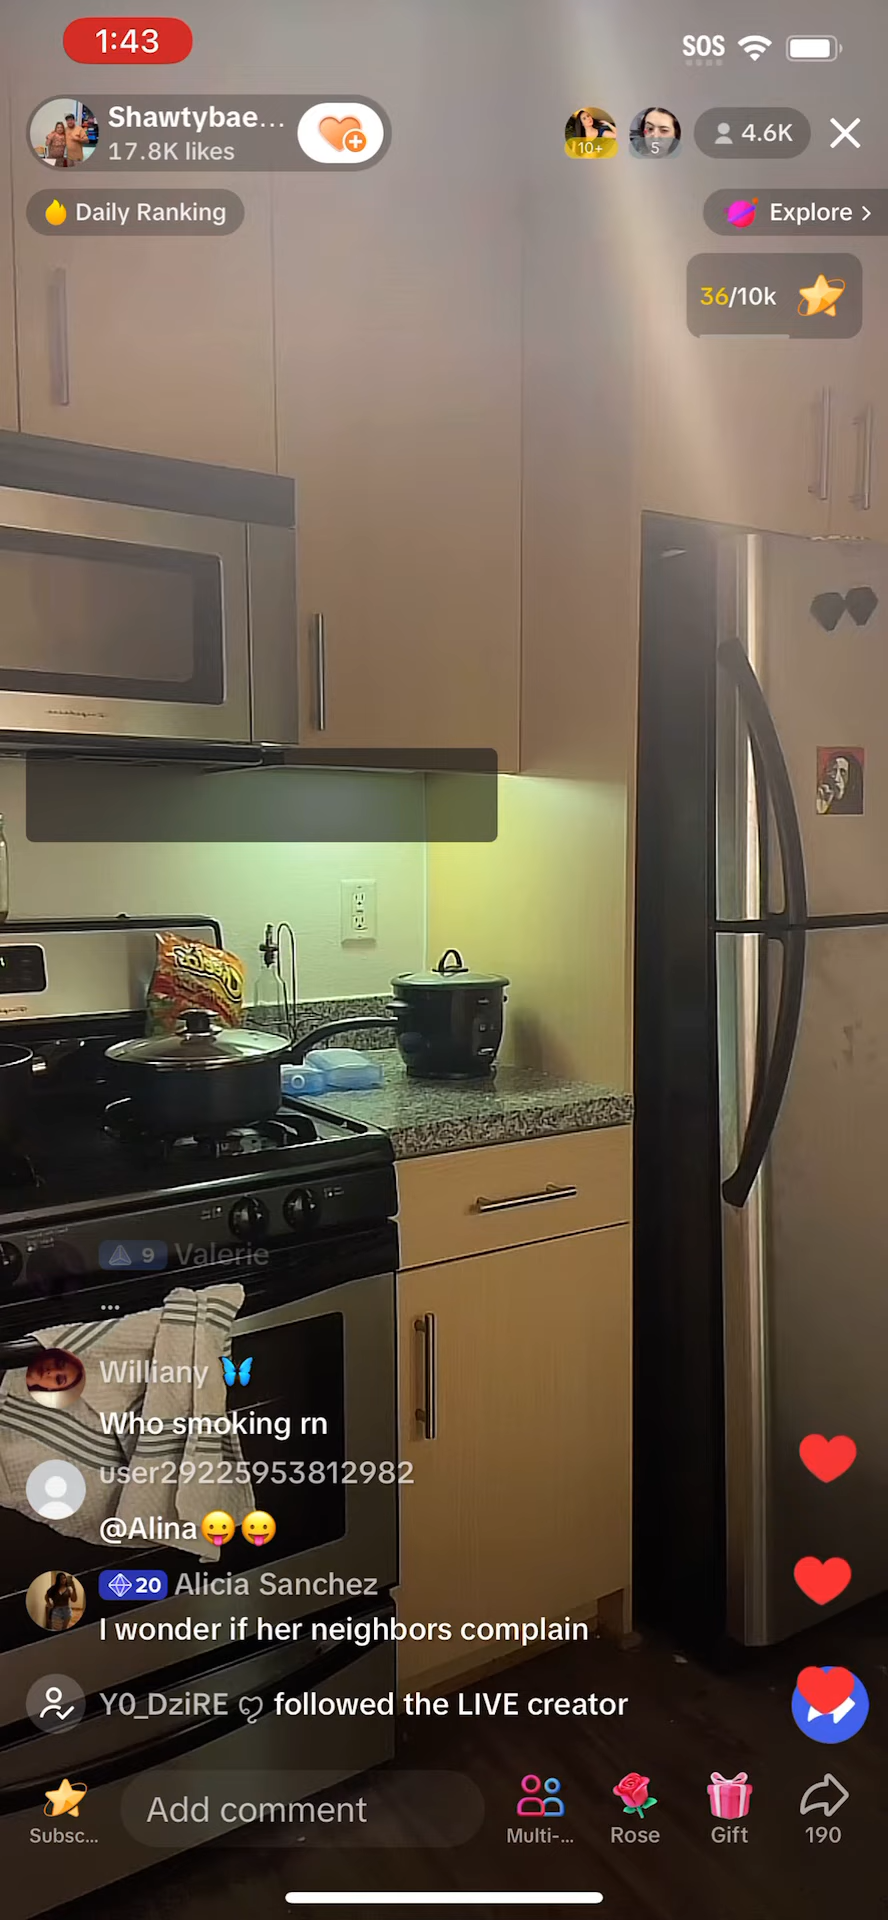 1:43
SOS
Shawtybae...
17.8K likes
10+
5
4.6K
Daily Ranking
Explore >
36/10k
9 Valerie
...
Williany
Who smoking rn
user29225953812982
@Alina
20 Alicia Sanchez
I wonder if her neighbors complain
Y0_DziRE ღ followed the LIVE creator
Subsc...
Add comment
Multi-...
Rose
Gift
190